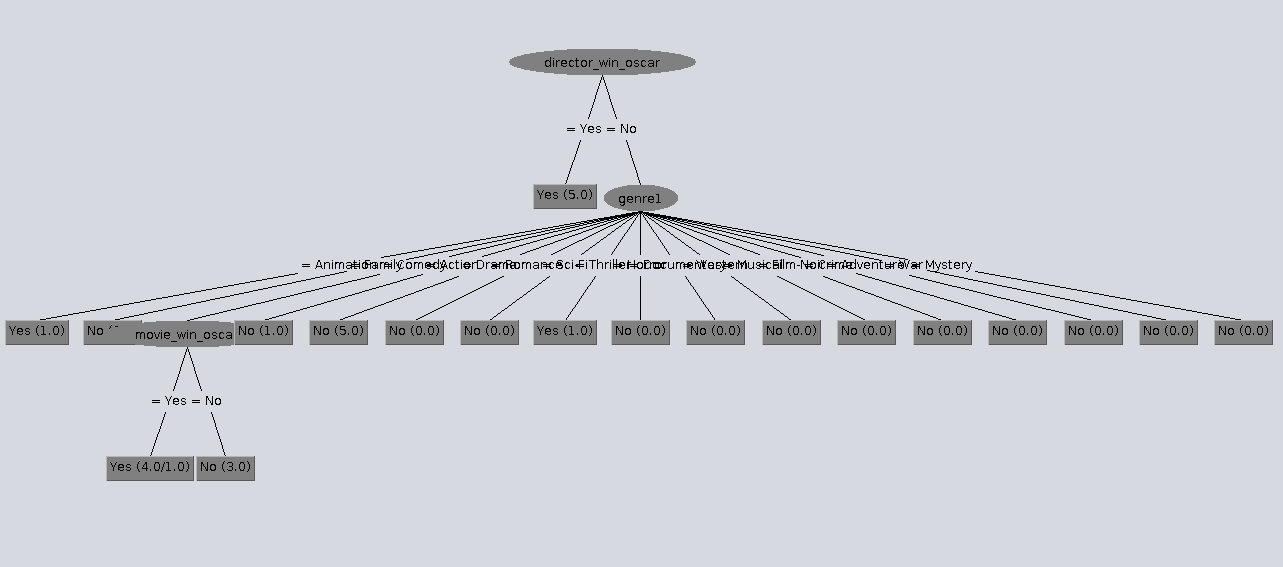 director_win_oscar
= Yes = No
Yes (5.0)
genre1
= Animation = Family = Comedy = Action = Drama = Romance = Sci-Fi = Thriller = Horror = Documentary = Western = Musical = Film-Noir = Crime = Adventure = War = Mystery
Yes (1.0)
No
movie_win_osca
No (1.0)
No (5.0)
No (0.0)
No (0.0)
Yes (1.0)
No (0.0)
No (0.0)
No (0.0)
No (0.0)
No (0.0)
No (0.0)
No (0.0)
No (0.0)
No (0.0)
= Yes = No
Yes (4.0/1.0)
No (3.0)